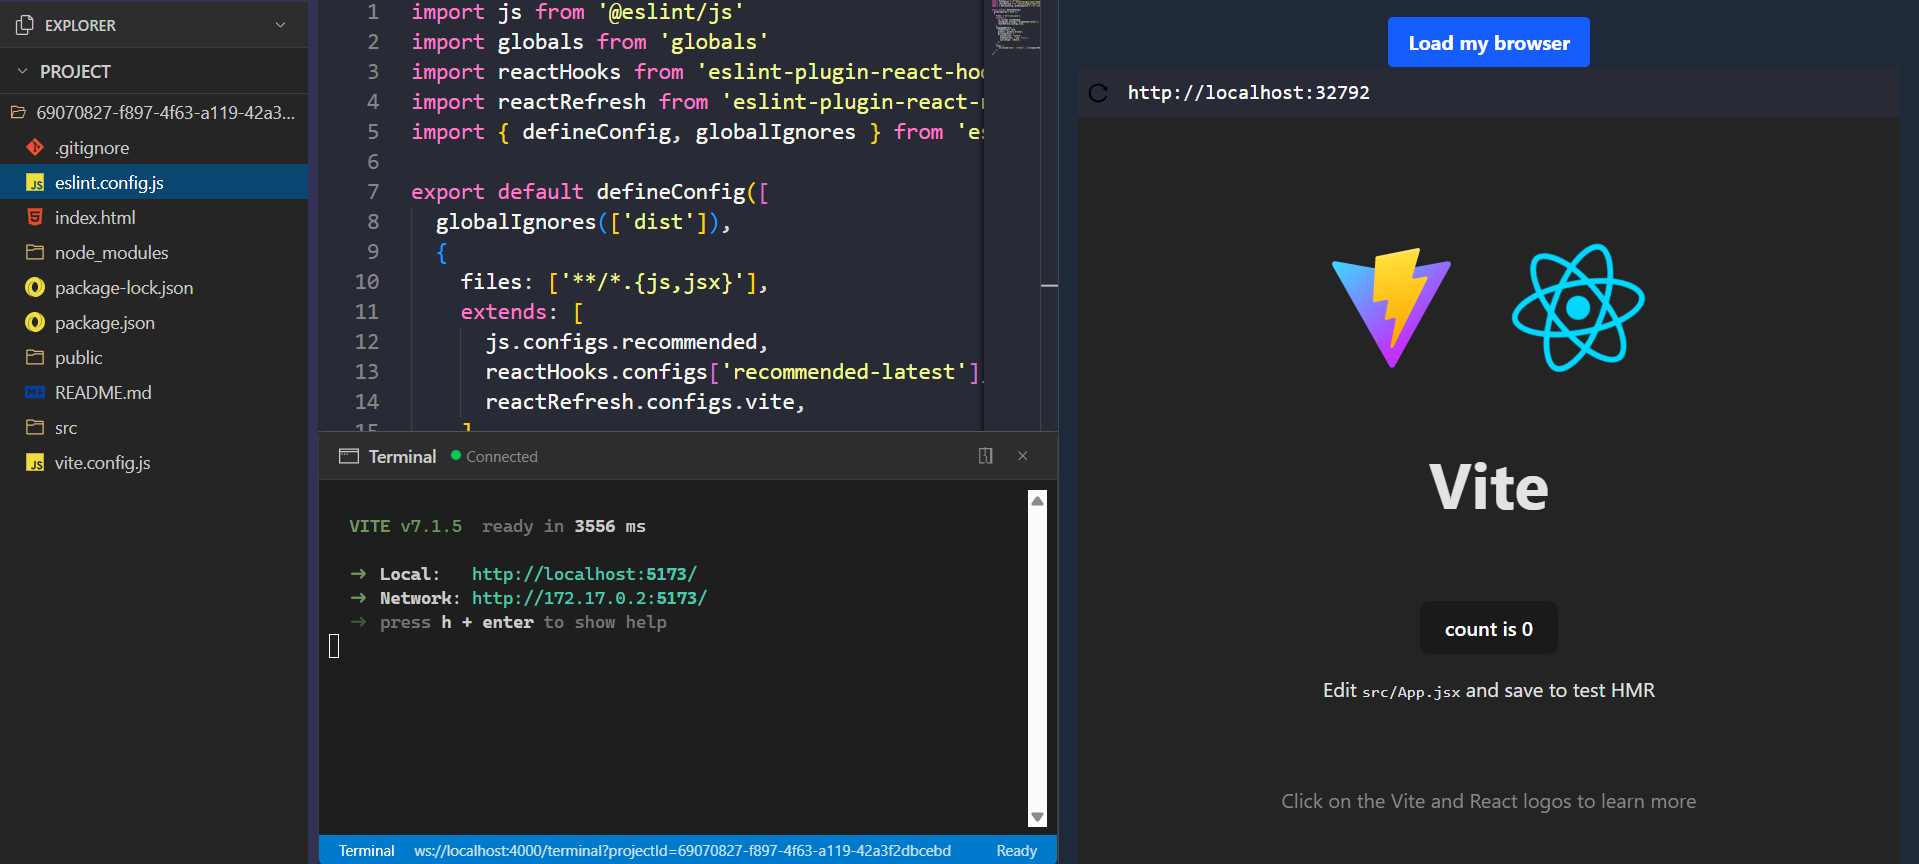 EXPLORER
PROJECT
69070827-f897-4f63-a119-42a3...
.gitignore
JS eslint.config.js
index.html
node_modules
package-lock.json
package.json
public
README.md
src
JS vite.config.js
1 import js from '@eslint/js'
2 import globals from 'globals'
3 import reactHooks from 'eslint-plugin-react-hoo
4 import reactRefresh from 'eslint-plugin-react-r
5 import { defineConfig, globalIgnores } from 'es
6
7 export default defineConfig([
8 globalIgnores(['dist']),
9 {
10 files: ['**/*.{js,jsx}'],
11 extends: [
12 js.configs.recommended,
13 reactHooks.configs['recommended-latest'],
14 reactRefresh.configs.vite,
15 ]
Terminal Connected
VITE v7.1.5 ready in 3556 ms
➜ Local: http://localhost:5173/
➜ Network: http://172.17.0.2:5173/
➜ press h + enter to show help
Terminal ws://localhost:4000/terminal?projectId=69070827-f897-4f63-a119-42a3f2dbcebd Ready
Load my browser
http://localhost:32792
Vite
count is 0
Edit src/App.jsx and save to test HMR
Click on the Vite and React logos to learn more